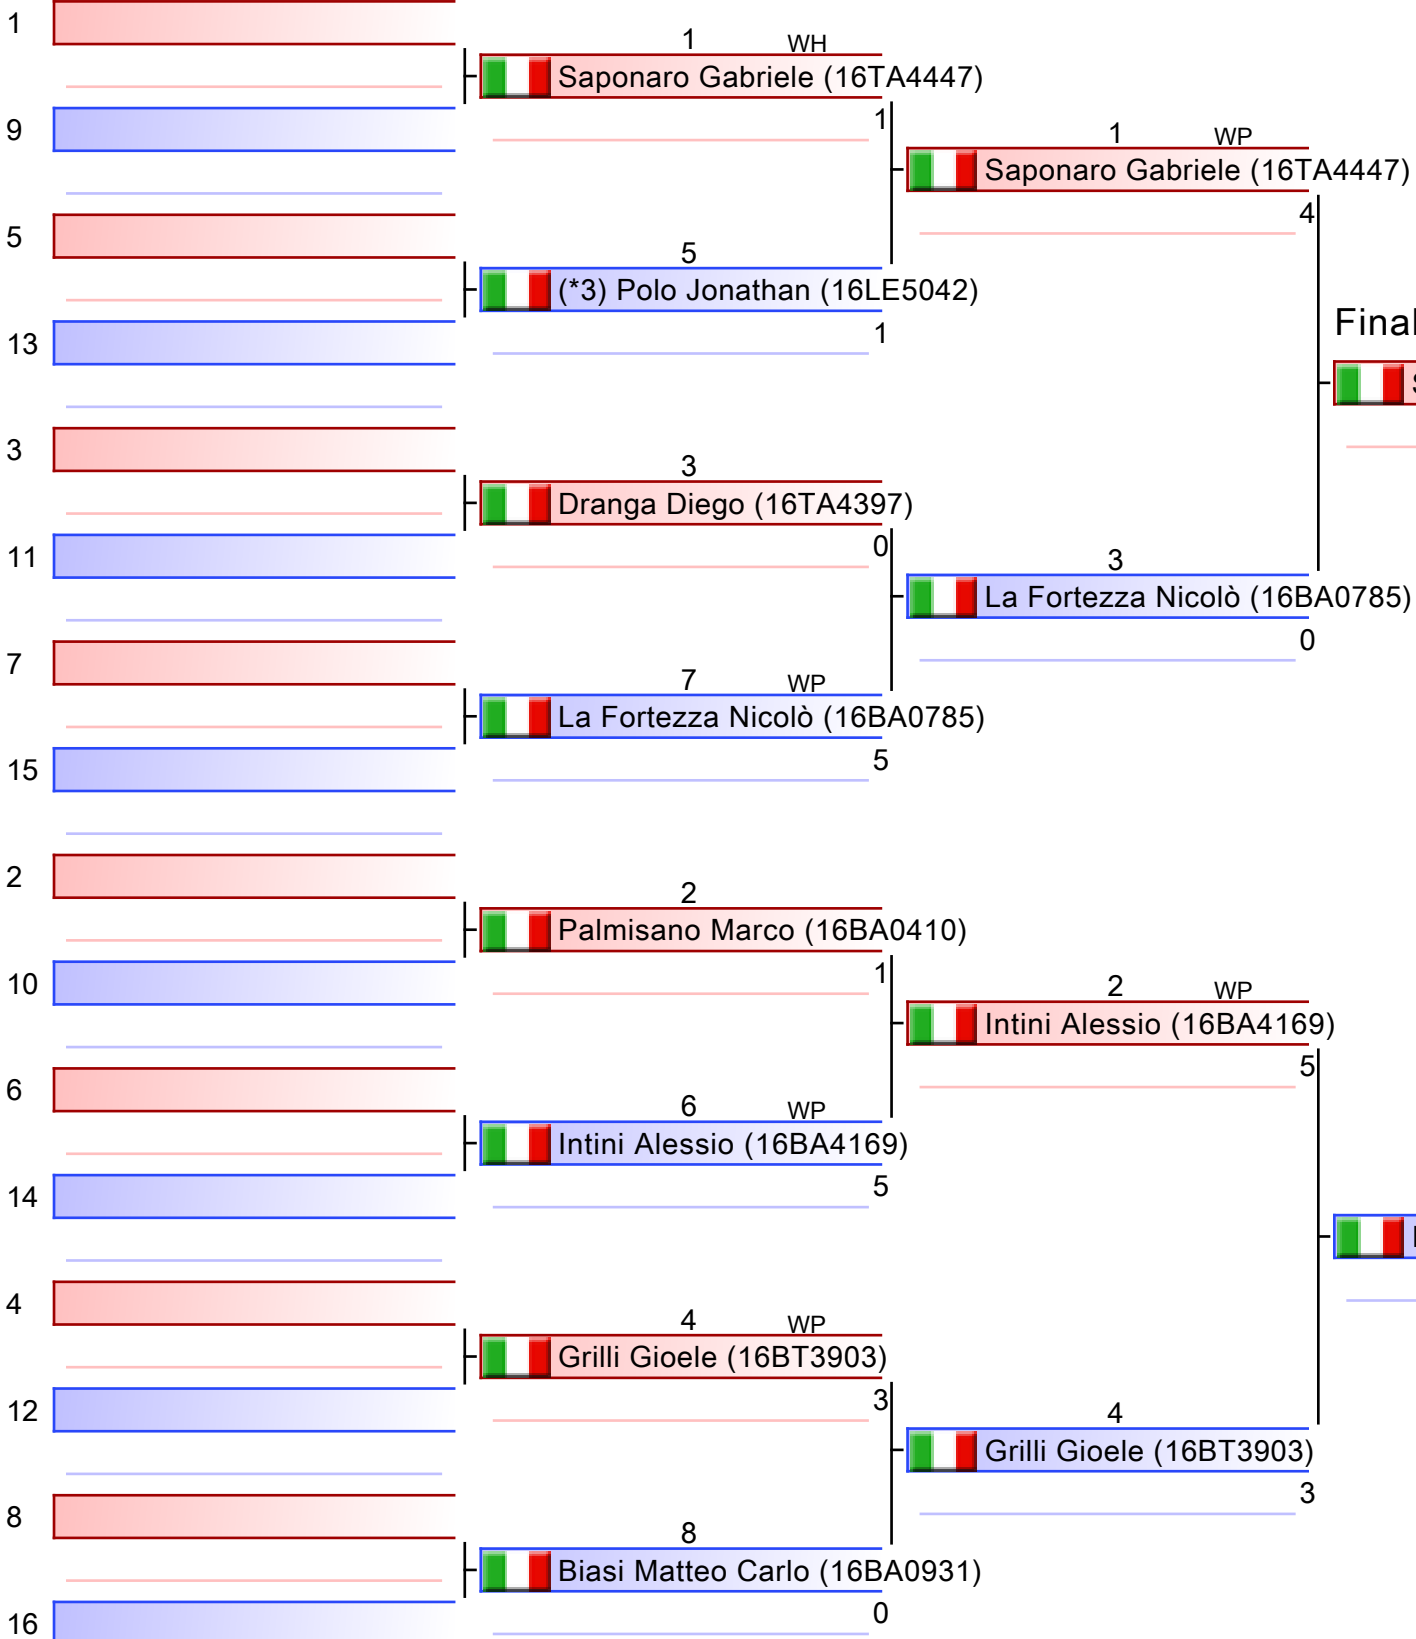 1
9
5
13
3
11
7
15
2
10
6
14
4
12
8
16
1 WH
Saponaro Gabriele (16TA4447)
1
5
(*3) Polo Jonathan (16LE5042)
1
3
Dranga Diego (16TA4397)
0
7 WP
La Fortezza Nicolò (16BA0785)
5
2
Palmisano Marco (16BA0410)
1
6 WP
Intini Alessio (16BA4169)
5
4 WP
Grilli Gioele (16BT3903)
3
8
Biasi Matteo Carlo (16BA0931)
0
1 WP
Saponaro Gabriele (16TA4447)
4
3
La Fortezza Nicolò (16BA0785)
0
2 WP
Intini Alessio (16BA4169)
5
4
Grilli Gioele (16BT3903)
3
Final